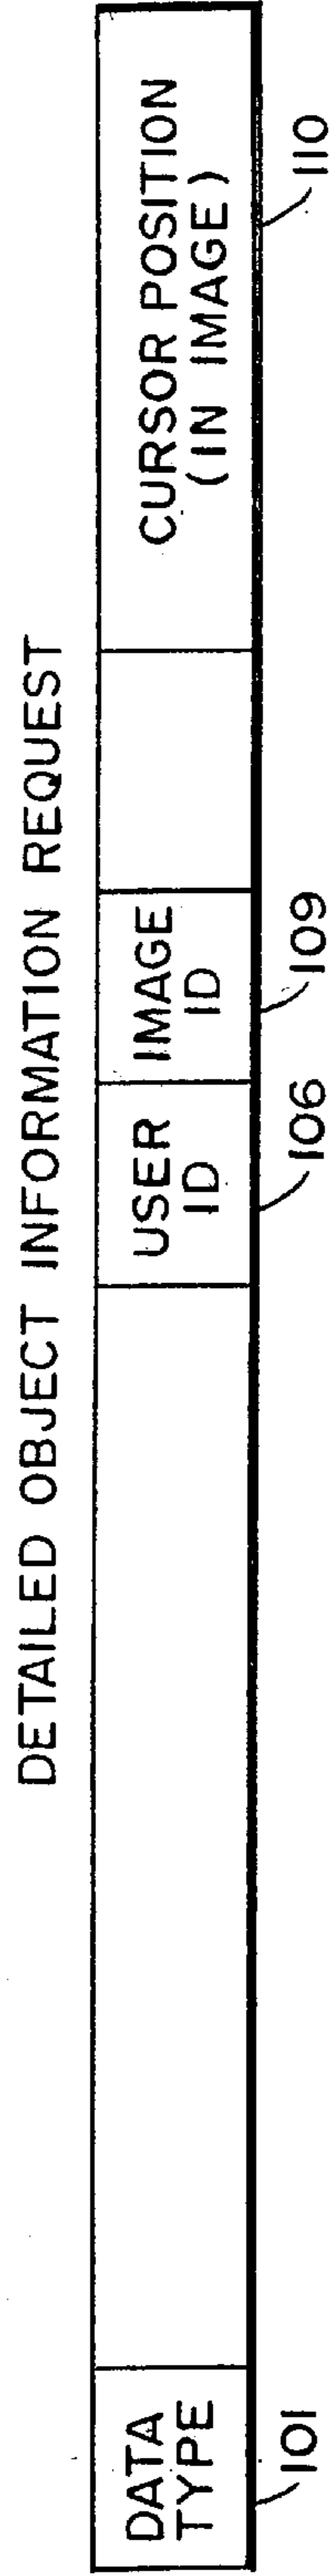 DETAILED OBJECT INFORMATION REQUEST
DATA
TYPE
USER
ID
IMAGE
ID
CURSOR POSITION
(IN IMAGE)
101
106
109
110